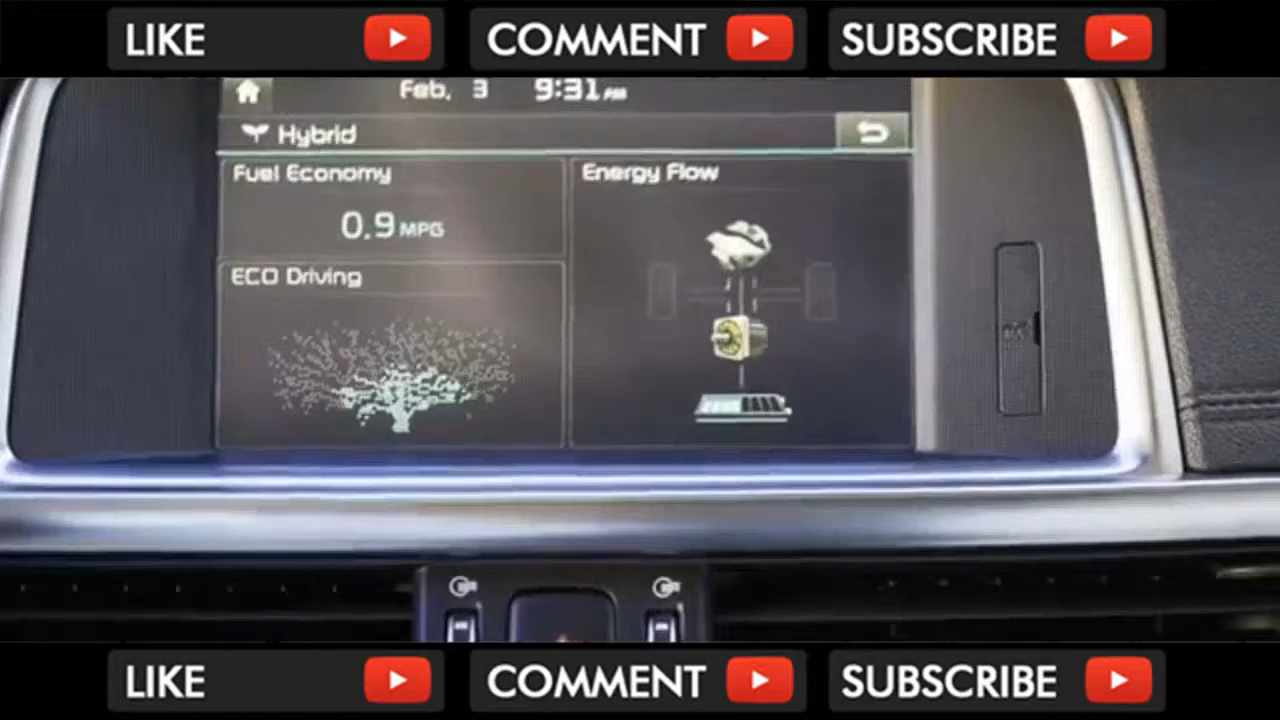 LIKE COMMENT SUBSCRIBE
Feb. 3 9:31
Hybrid
Fuel Economy
0.9 MPG
ECO Driving
Energy Flow
LIKE COMMENT SUBSCRIBE